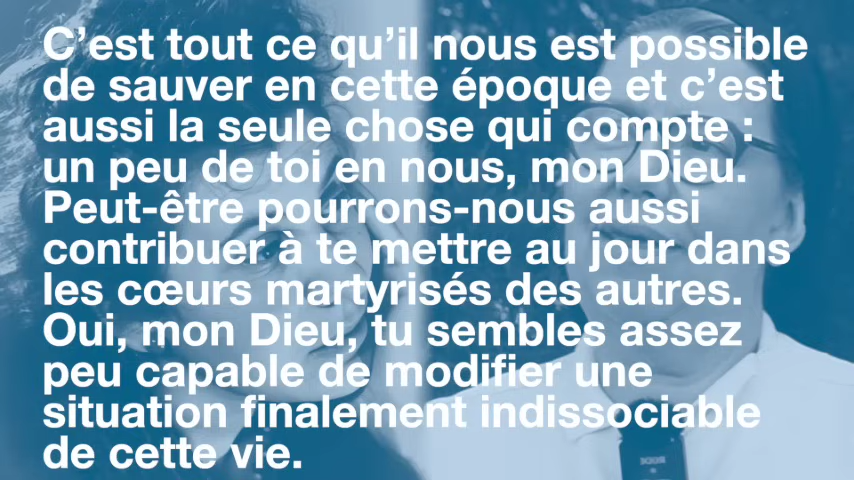 C’est tout ce qu’il nous est possible
de sauver en cette époque et c’est
aussi la seule chose qui compte :
un peu de toi en nous, mon Dieu.
Peut-être pourrons-nous aussi
contribuer à te mettre au jour dans
les cœurs martyrisés des autres.
Oui, mon Dieu, tu sembles assez
peu capable de modifier une
situation finalement indissociable
de cette vie.
RODE